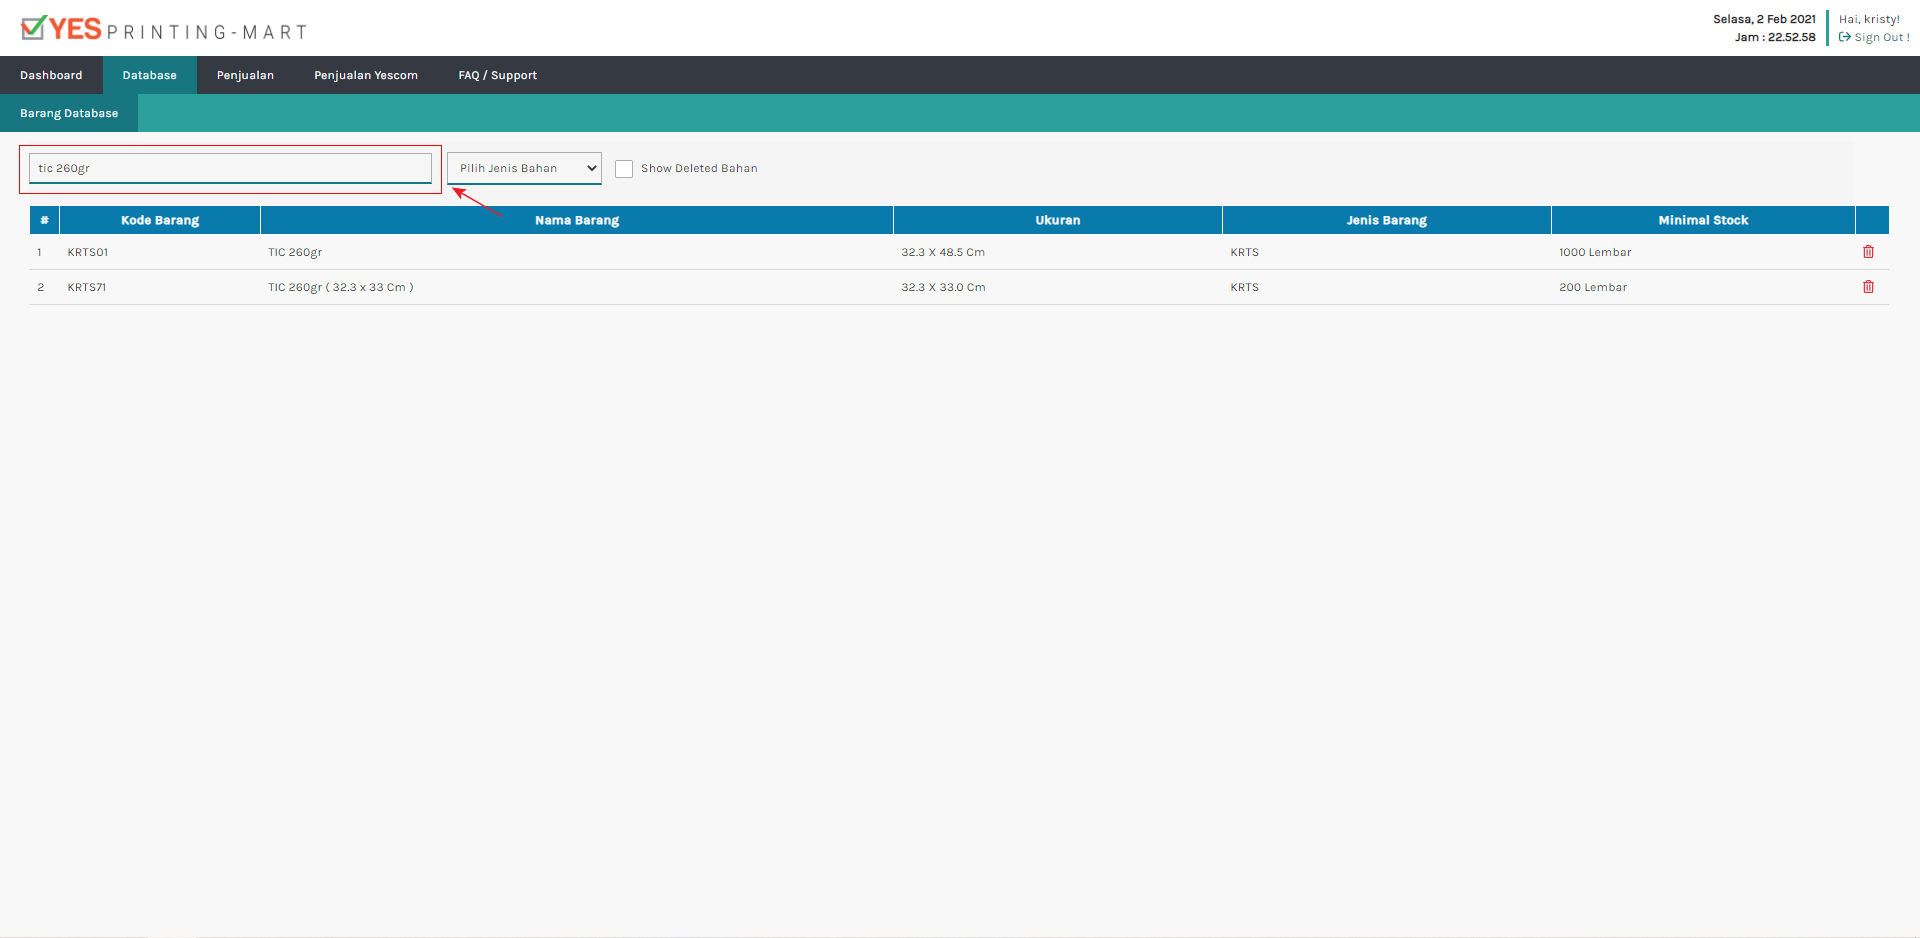 YES PRINTING-MART
Selasa, 2 Feb 2021
Jam : 22.52.58
Hai, kristy!
Sign Out !
Dashboard Database Penjualan Penjualan Yescom FAQ / Support
Barang Database
tic 260gr Pilih Jenis Bahan Show Deleted Bahan
# Kode Barang Nama Barang Ukuran Jenis Barang Minimal Stock
1 KRTS01 TIC 260gr 32.3 X 48.5 Cm KRTS 1000 Lembar
2 KRTS71 TIC 260gr ( 32.3 x 33 Cm ) 32.3 X 33.0 Cm KRTS 200 Lembar